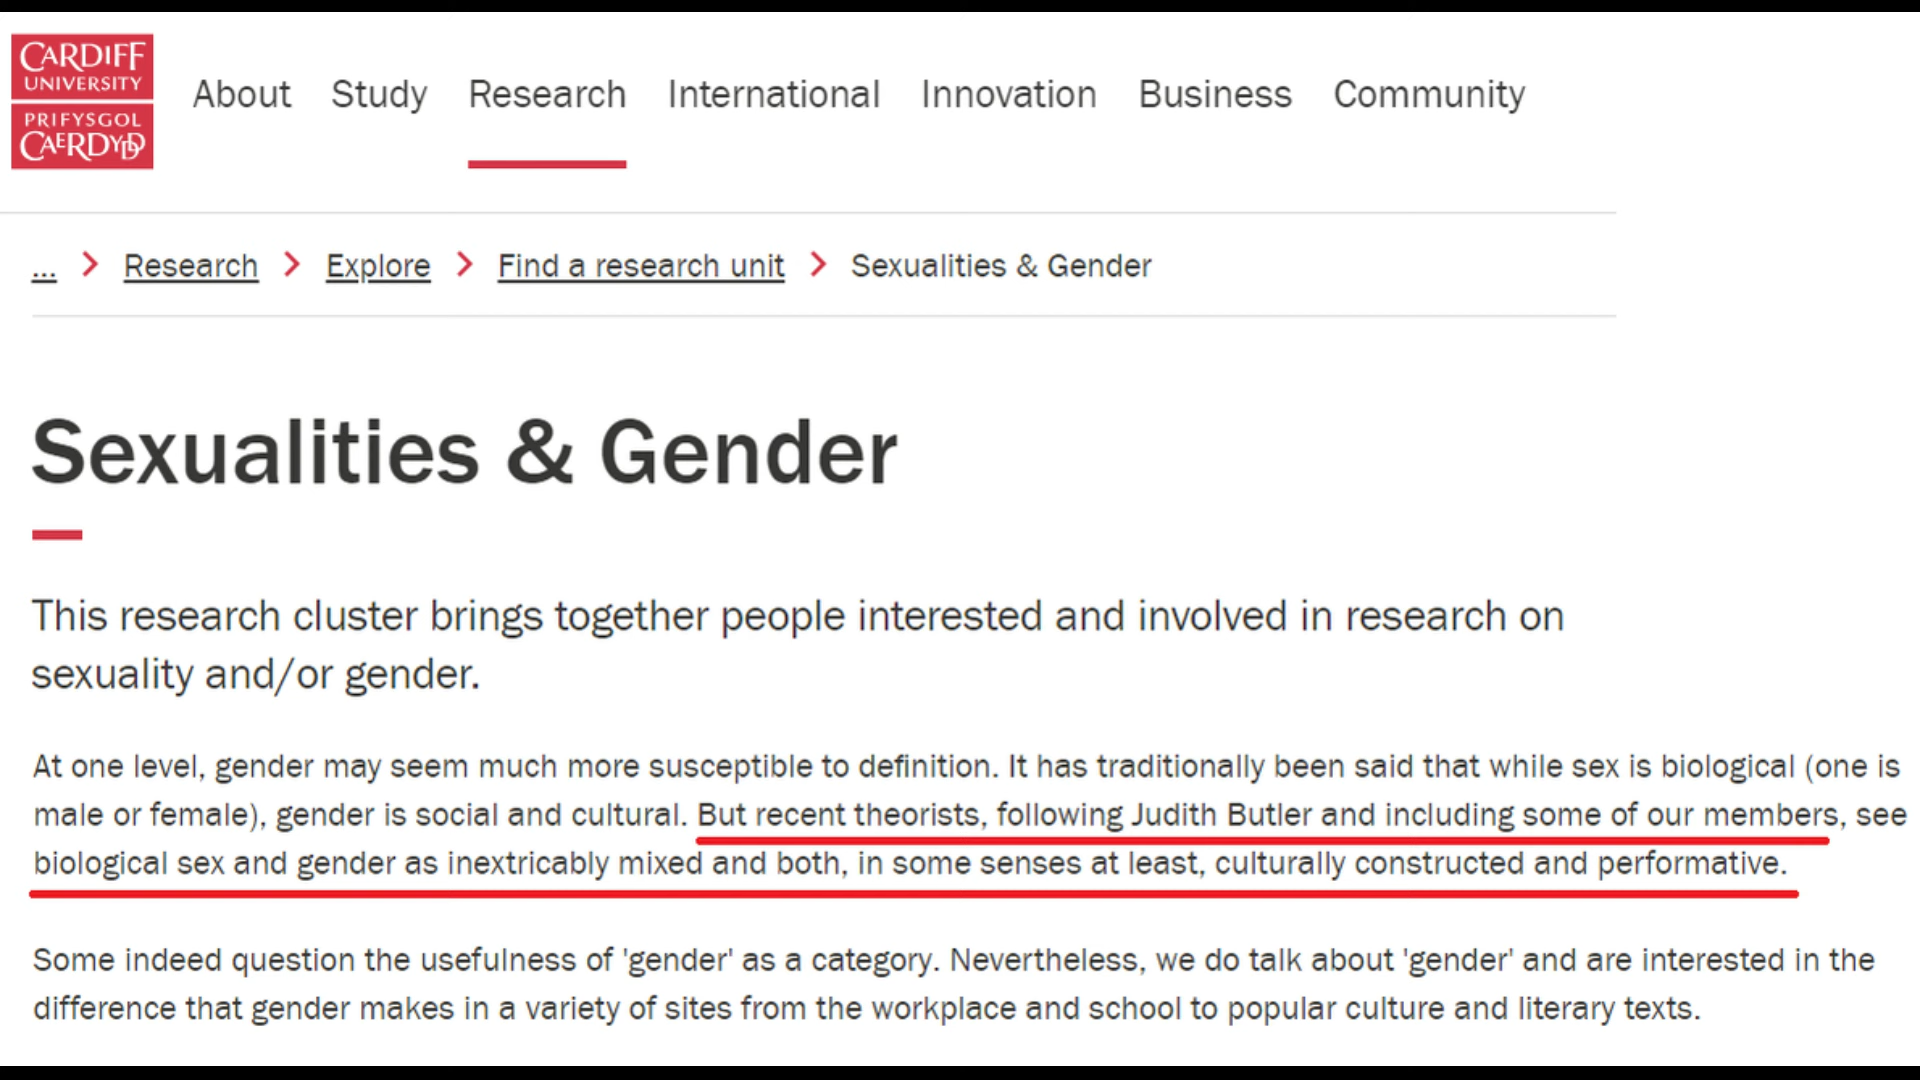 CARDIFF
UNIVERSITY
PRIFYSGOL
CAERDYDD
About Study Research International Innovation Business Community
... > Research > Explore > Find a research unit > Sexualities & Gender
Sexualities & Gender
This research cluster brings together people interested and involved in research on
sexuality and/or gender.
At one level, gender may seem much more susceptible to definition. It has traditionally been said that while sex is biological (one is
male or female), gender is social and cultural. But recent theorists, following Judith Butler and including some of our members, see
biological sex and gender as inextricably mixed and both, in some senses at least, culturally constructed and performative.
Some indeed question the usefulness of 'gender' as a category. Nevertheless, we do talk about 'gender' and are interested in the
difference that gender makes in a variety of sites from the workplace and school to popular culture and literary texts.